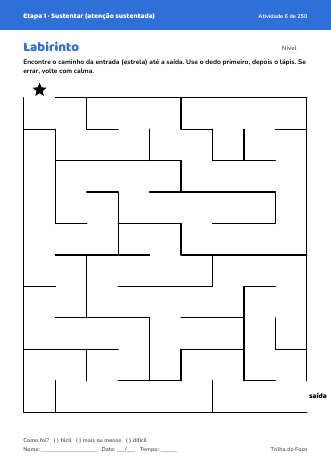 Etapa 1 · Sustentar (atenção sustentada)
Atividade 6 de 250
Labirinto
Nível
Encontre o caminho da entrada (estrela) até a saída. Use o dedo primeiro, depois o lápis. Se
errar, volte com calma.
saída
Como foi? ( ) fácil ( ) mais ou menos ( ) difícil
Nome: ____________________ Data: ___/___ Tempo: ______
Trilha do Foco